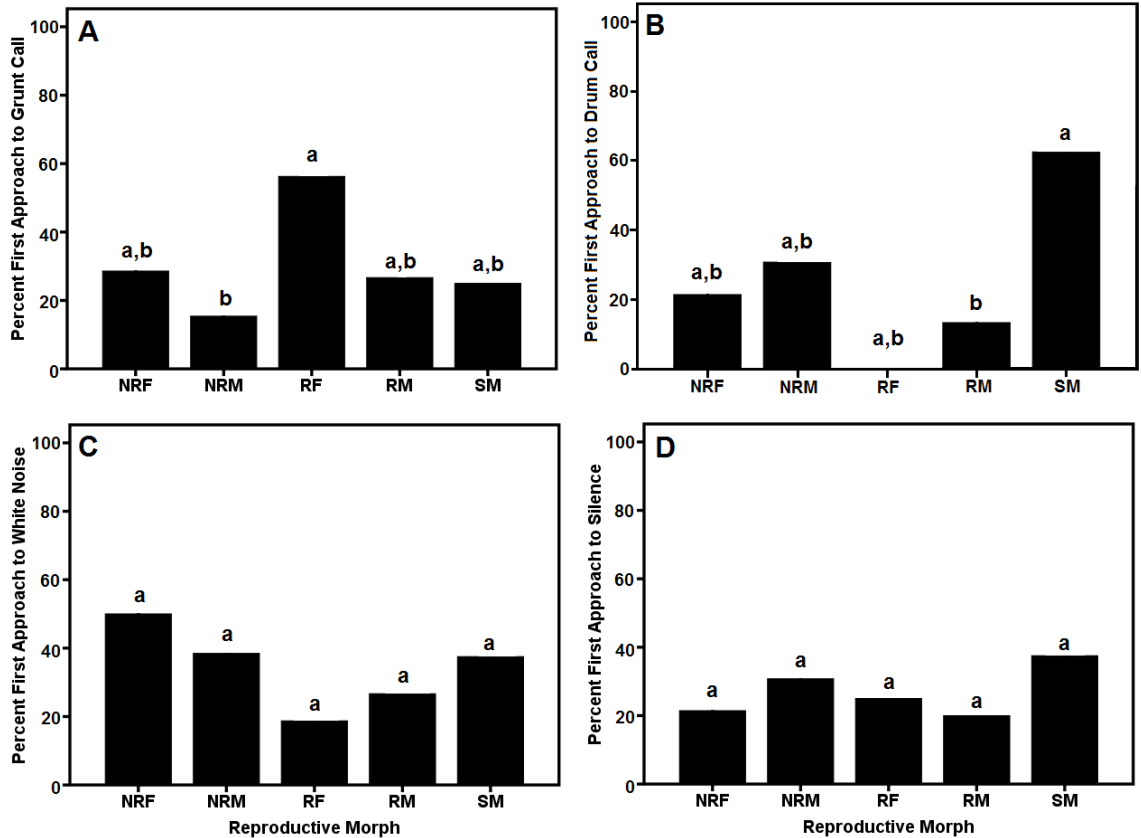 A
Percent First Approach to Grunt Call
100
80
60
40
20
0
a,b
b
a
a,b
a,b
NRF NRM RF RM SM
B
Percent First Approach to Drum Call
100
80
60
40
20
0
a,b
a,b
a,b
b
a
NRF NRM RF RM SM
C
Percent First Approach to White Noise
100
80
60
40
20
0
a
a
a
a
a
NRF NRM RF RM SM
Reproductive Morph
D
Percent First Approach to Silence
100
80
60
40
20
0
a
a
a
a
a
NRF NRM RF RM SM
Reproductive Morph